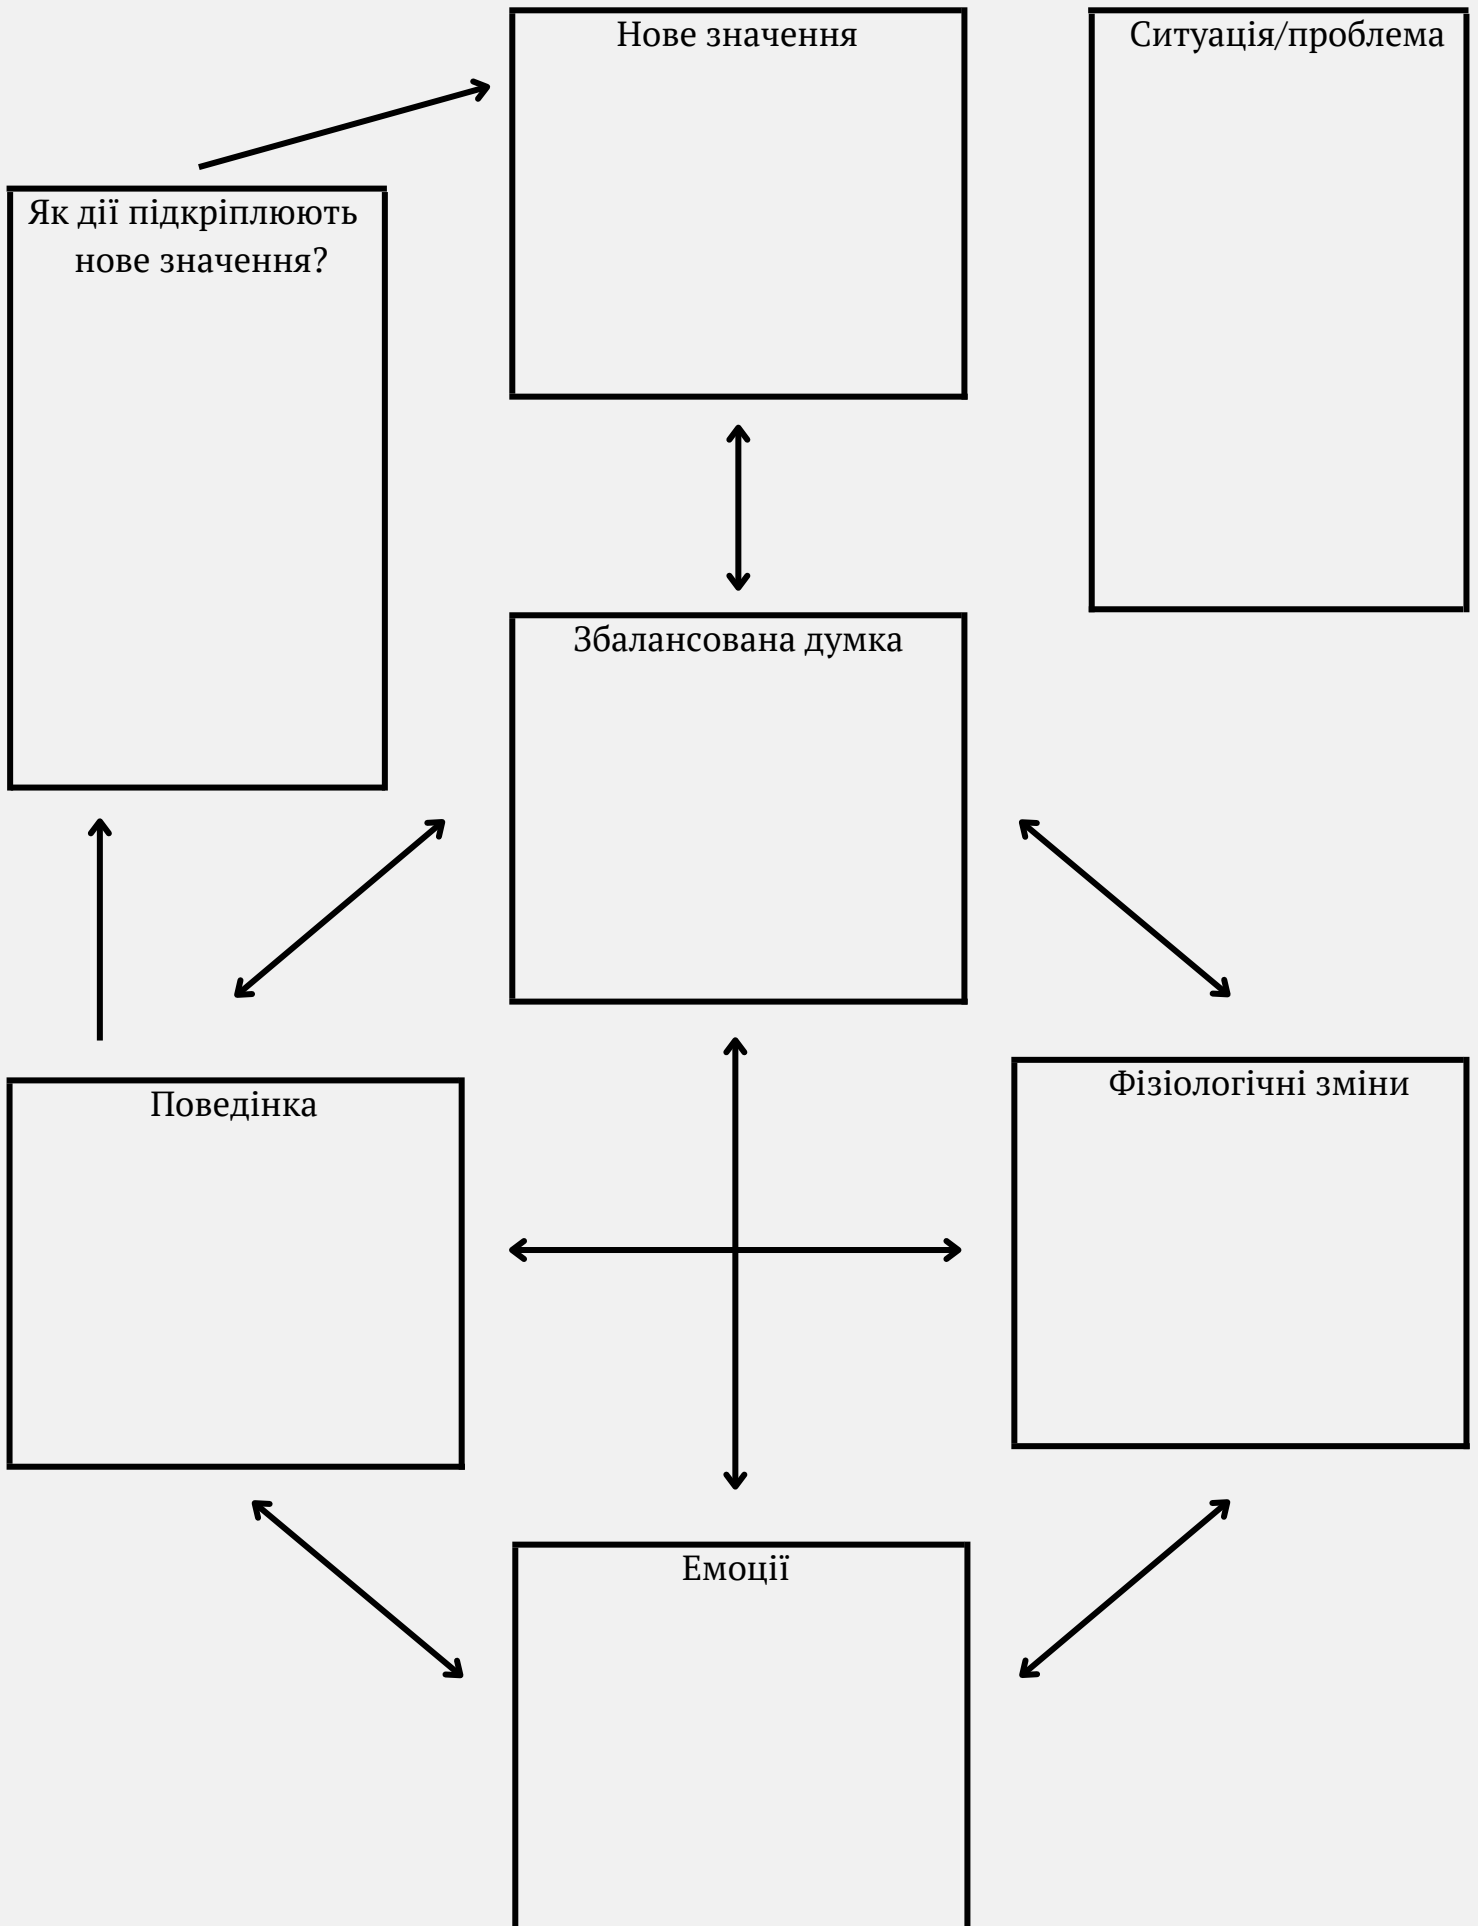 Нове значення
Ситуація/проблема
Як дії підкріплюють
нове значення?
Збалансована думка
Поведінка
Фізіологічні зміни
Емоції